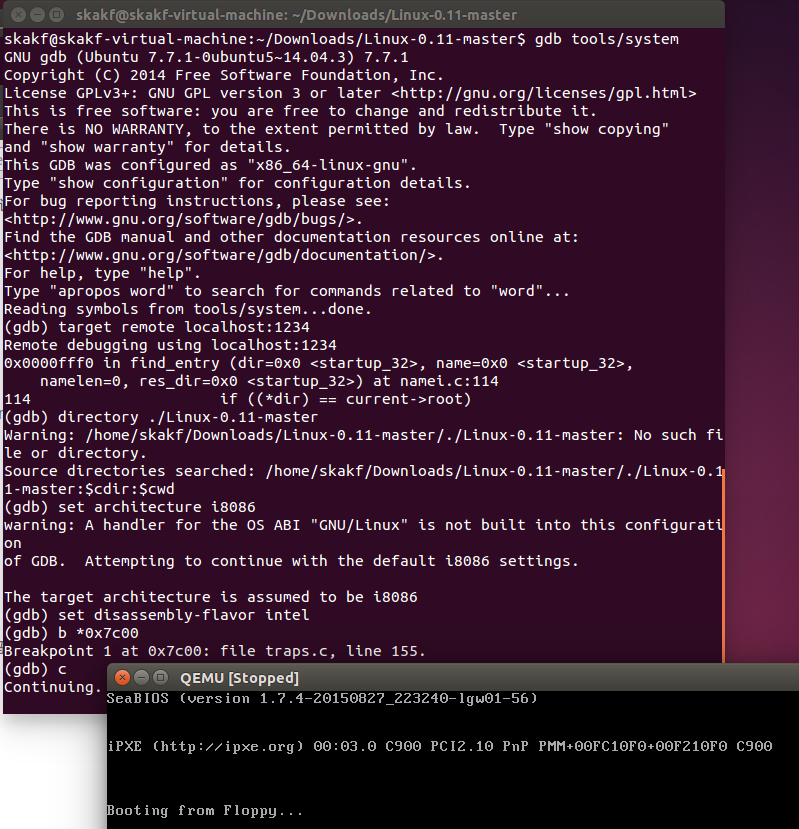 skakf@skakf-virtual-machine: ~/Downloads/Linux-0.11-master
skakf@skakf-virtual-machine:~/Downloads/Linux-0.11-master$ gdb tools/system
GNU gdb (Ubuntu 7.7.1-0ubuntu5~14.04.3) 7.7.1
Copyright (C) 2014 Free Software Foundation, Inc.
License GPLv3+: GNU GPL version 3 or later <http://gnu.org/licenses/gpl.html>
This is free software: you are free to change and redistribute it.
There is NO WARRANTY, to the extent permitted by law.  Type "show copying"
and "show warranty" for details.
This GDB was configured as "x86_64-linux-gnu".
Type "show configuration" for configuration details.
For bug reporting instructions, please see:
<http://www.gnu.org/software/gdb/bugs/>.
Find the GDB manual and other documentation resources online at:
<http://www.gnu.org/software/gdb/documentation/>.
For help, type "help".
Type "apropos word" to search for commands related to "word"...
Reading symbols from tools/system...done.
(gdb) target remote localhost:1234
Remote debugging using localhost:1234
0x0000fff0 in find_entry (dir=0x0 <startup_32>, name=0x0 <startup_32>,
    namelen=0, res_dir=0x0 <startup_32>) at namei.c:114
114                     if ((*dir) == current->root)
(gdb) directory ./Linux-0.11-master
Warning: /home/skakf/Downloads/Linux-0.11-master/./Linux-0.11-master: No such fi
le or directory.
Source directories searched: /home/skakf/Downloads/Linux-0.11-master/./Linux-0.1
1-master:$cdir:$cwd
(gdb) set architecture i8086
warning: A handler for the OS ABI "GNU/Linux" is not built into this configurati
on
of GDB.  Attempting to continue with the default i8086 settings.

The target architecture is assumed to be i8086
(gdb) set disassembly-flavor intel
(gdb) b *0x7c00
Breakpoint 1 at 0x7c00: file traps.c, line 155.
(gdb) c
Continuing.
QEMU [Stopped]
SeaBIOS (version 1.7.4-20150827_223240-lgw01-56)
iPXE (http://ipxe.org) 00:03.0 C900 PCI2.10 PnP PMM+00FC10F0+00F210F0 C900
Booting from Floppy...